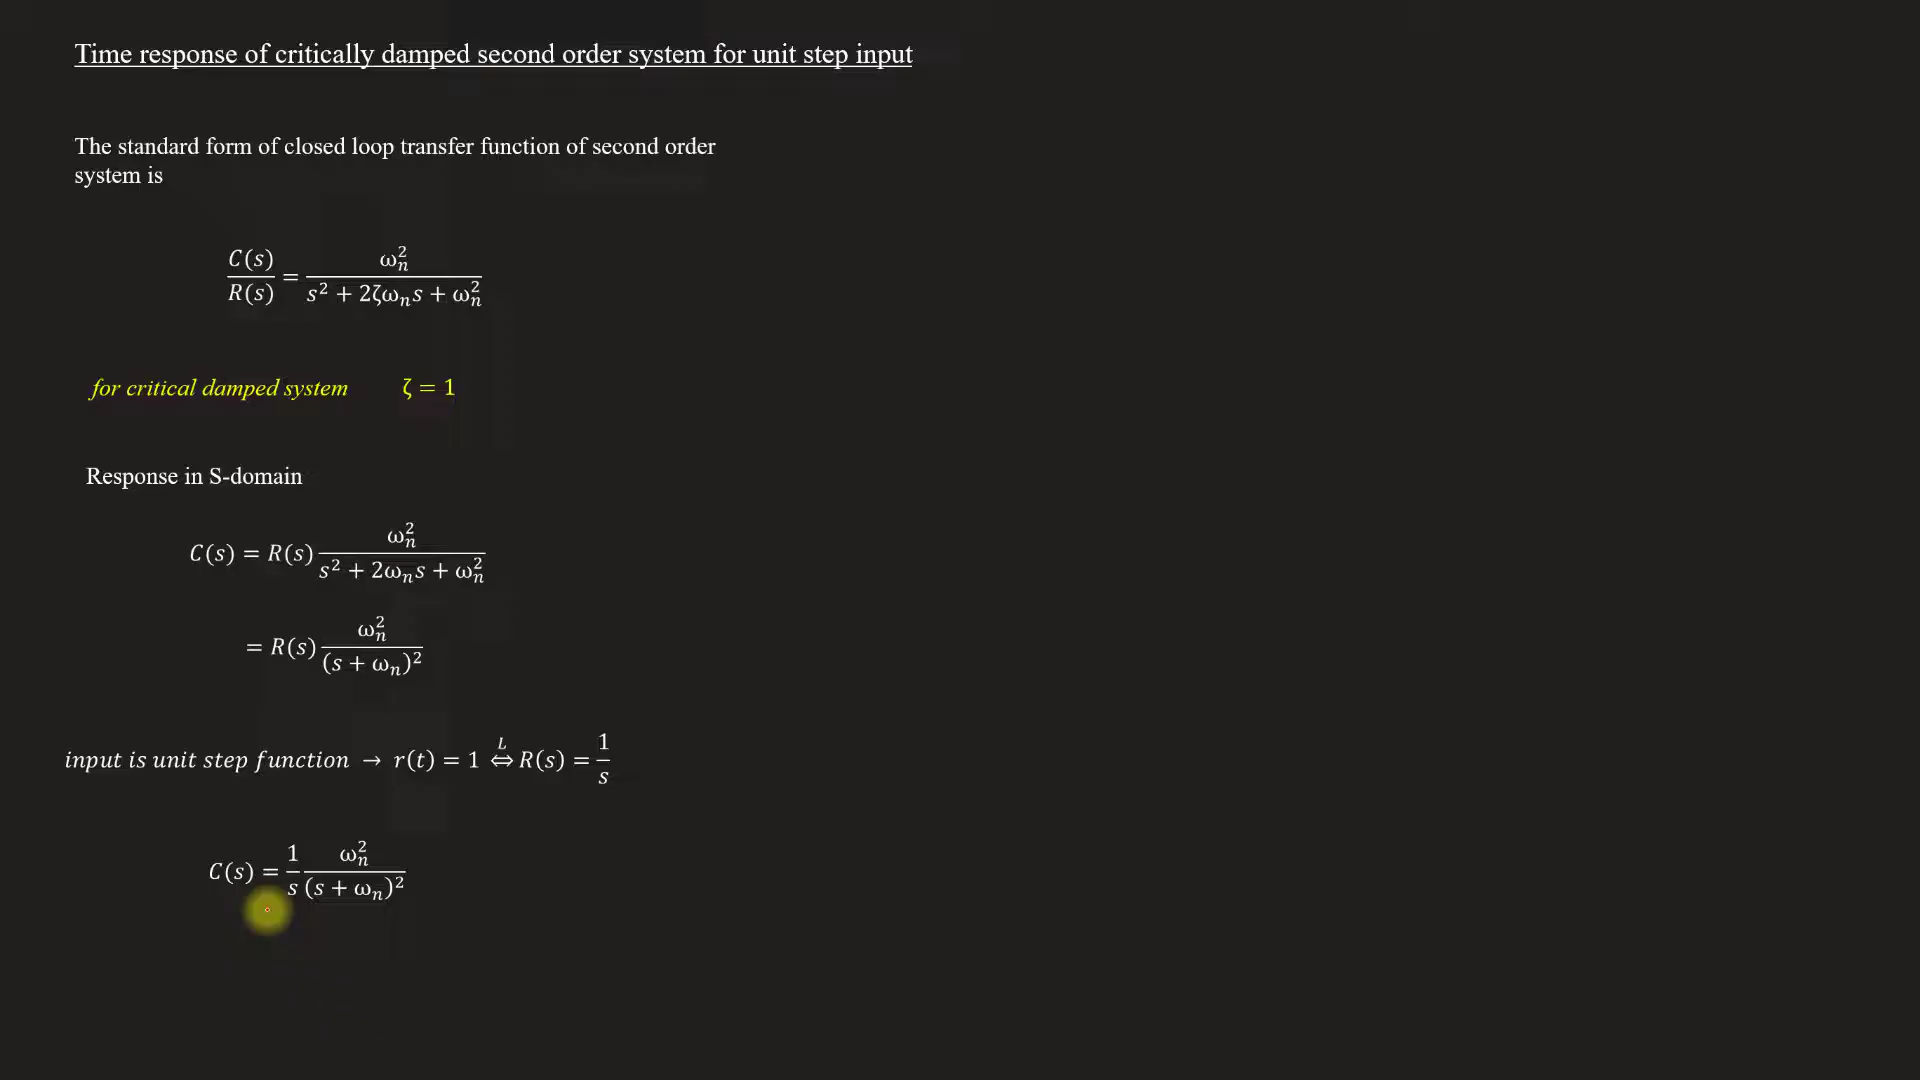 Time response of critically damped second order system for unit step input
The standard form of closed loop transfer function of second order
system is
C(s)/R(s) = ω_n^2/(s^2 + 2ζω_n s + ω_n^2)
for critical damped system ζ = 1
Response in S-domain
C(s) = R(s) ω_n^2/(s^2 + 2ω_n s + ω_n^2)
= R(s) ω_n^2/(s + ω_n)^2
input is unit step function → r(t) = 1 ⇔^L R(s) = 1/s
C(s) = 1/s ω_n^2/(s + ω_n)^2